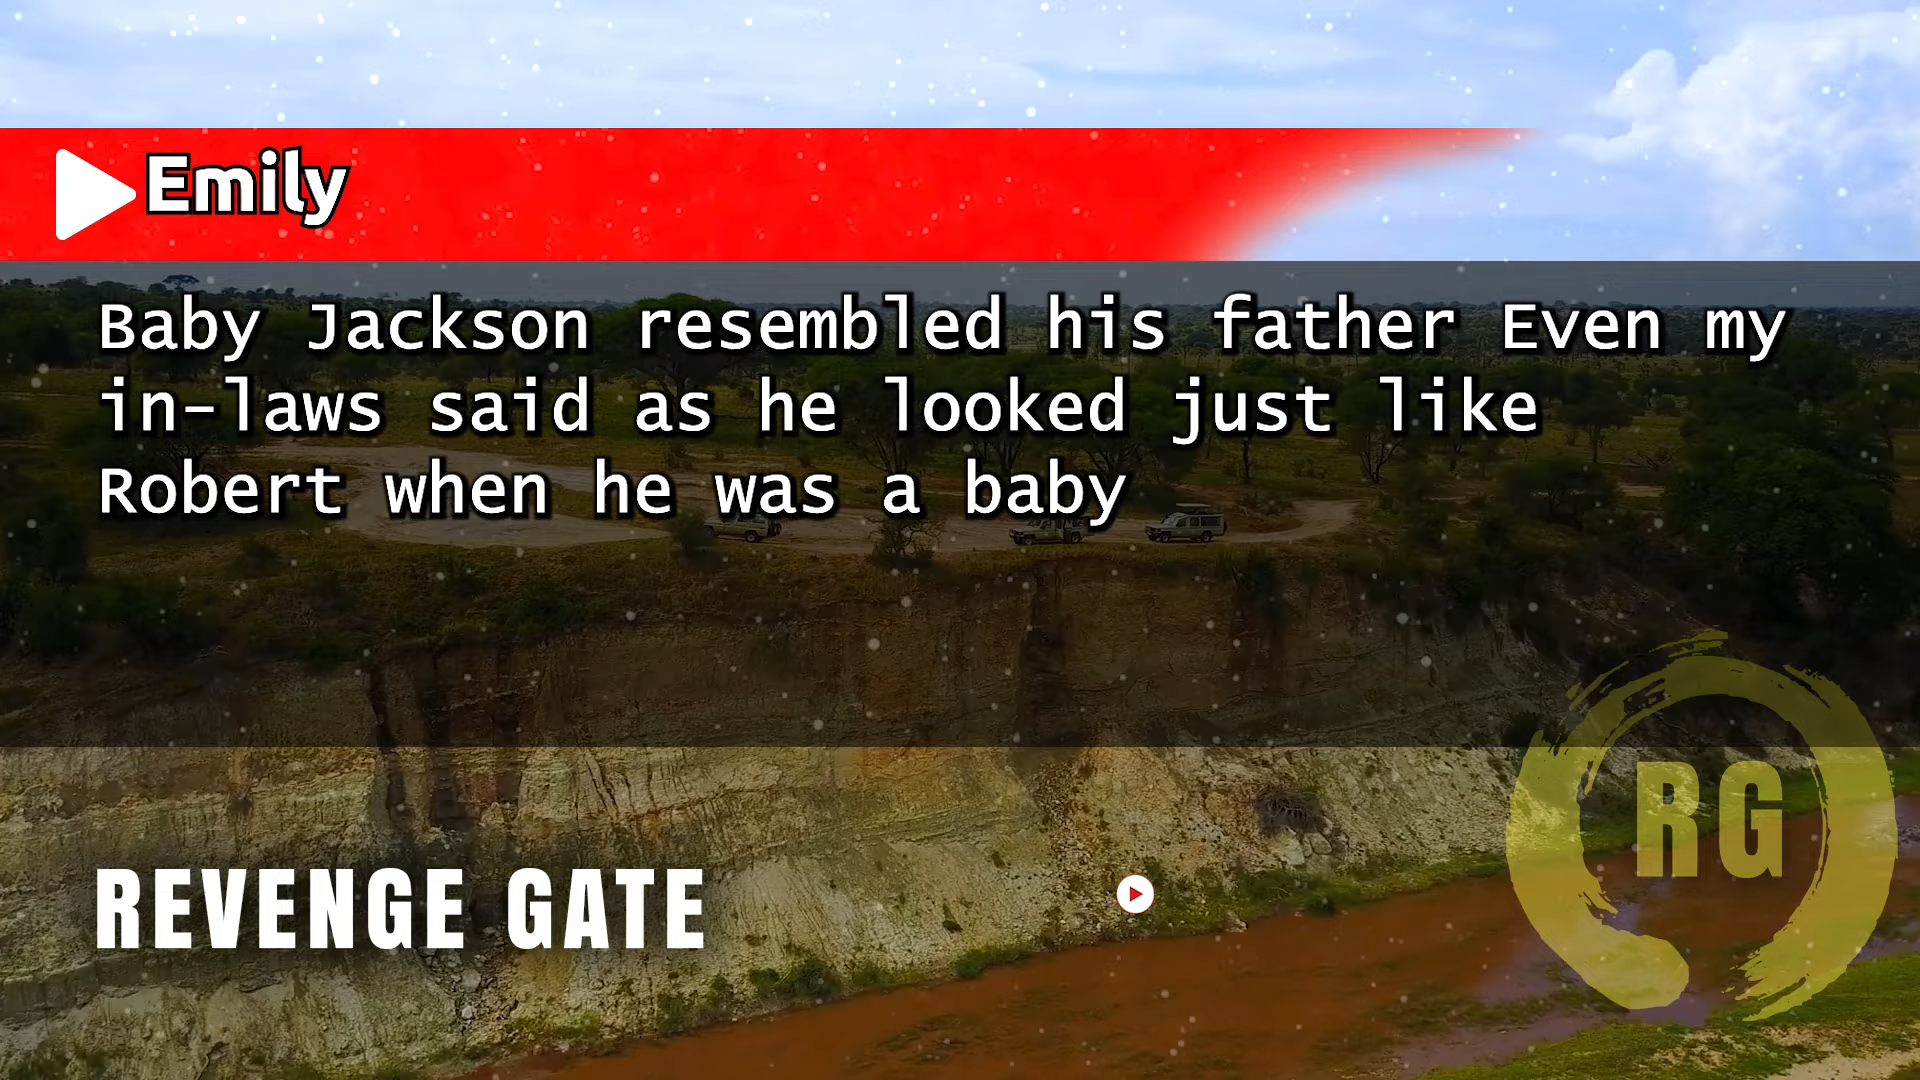 Emily
Baby Jackson resembled his father Even my
in-laws said as he looked just like
Robert when he was a baby
REVENGE GATE
RG